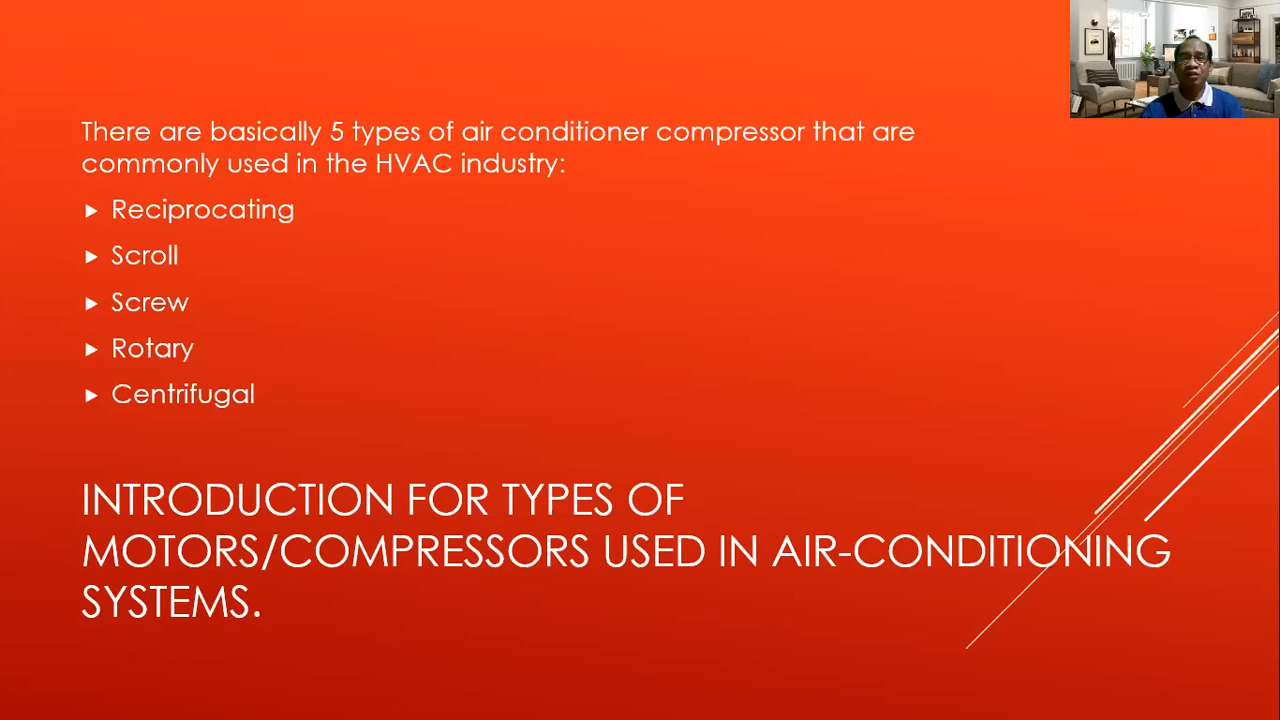 There are basically 5 types of air conditioner compressor that are
commonly used in the HVAC industry:
Reciprocating
Scroll
Screw
Rotary
Centrifugal
INTRODUCTION FOR TYPES OF
MOTORS/COMPRESSORS USED IN AIR-CONDITIONING
SYSTEMS.